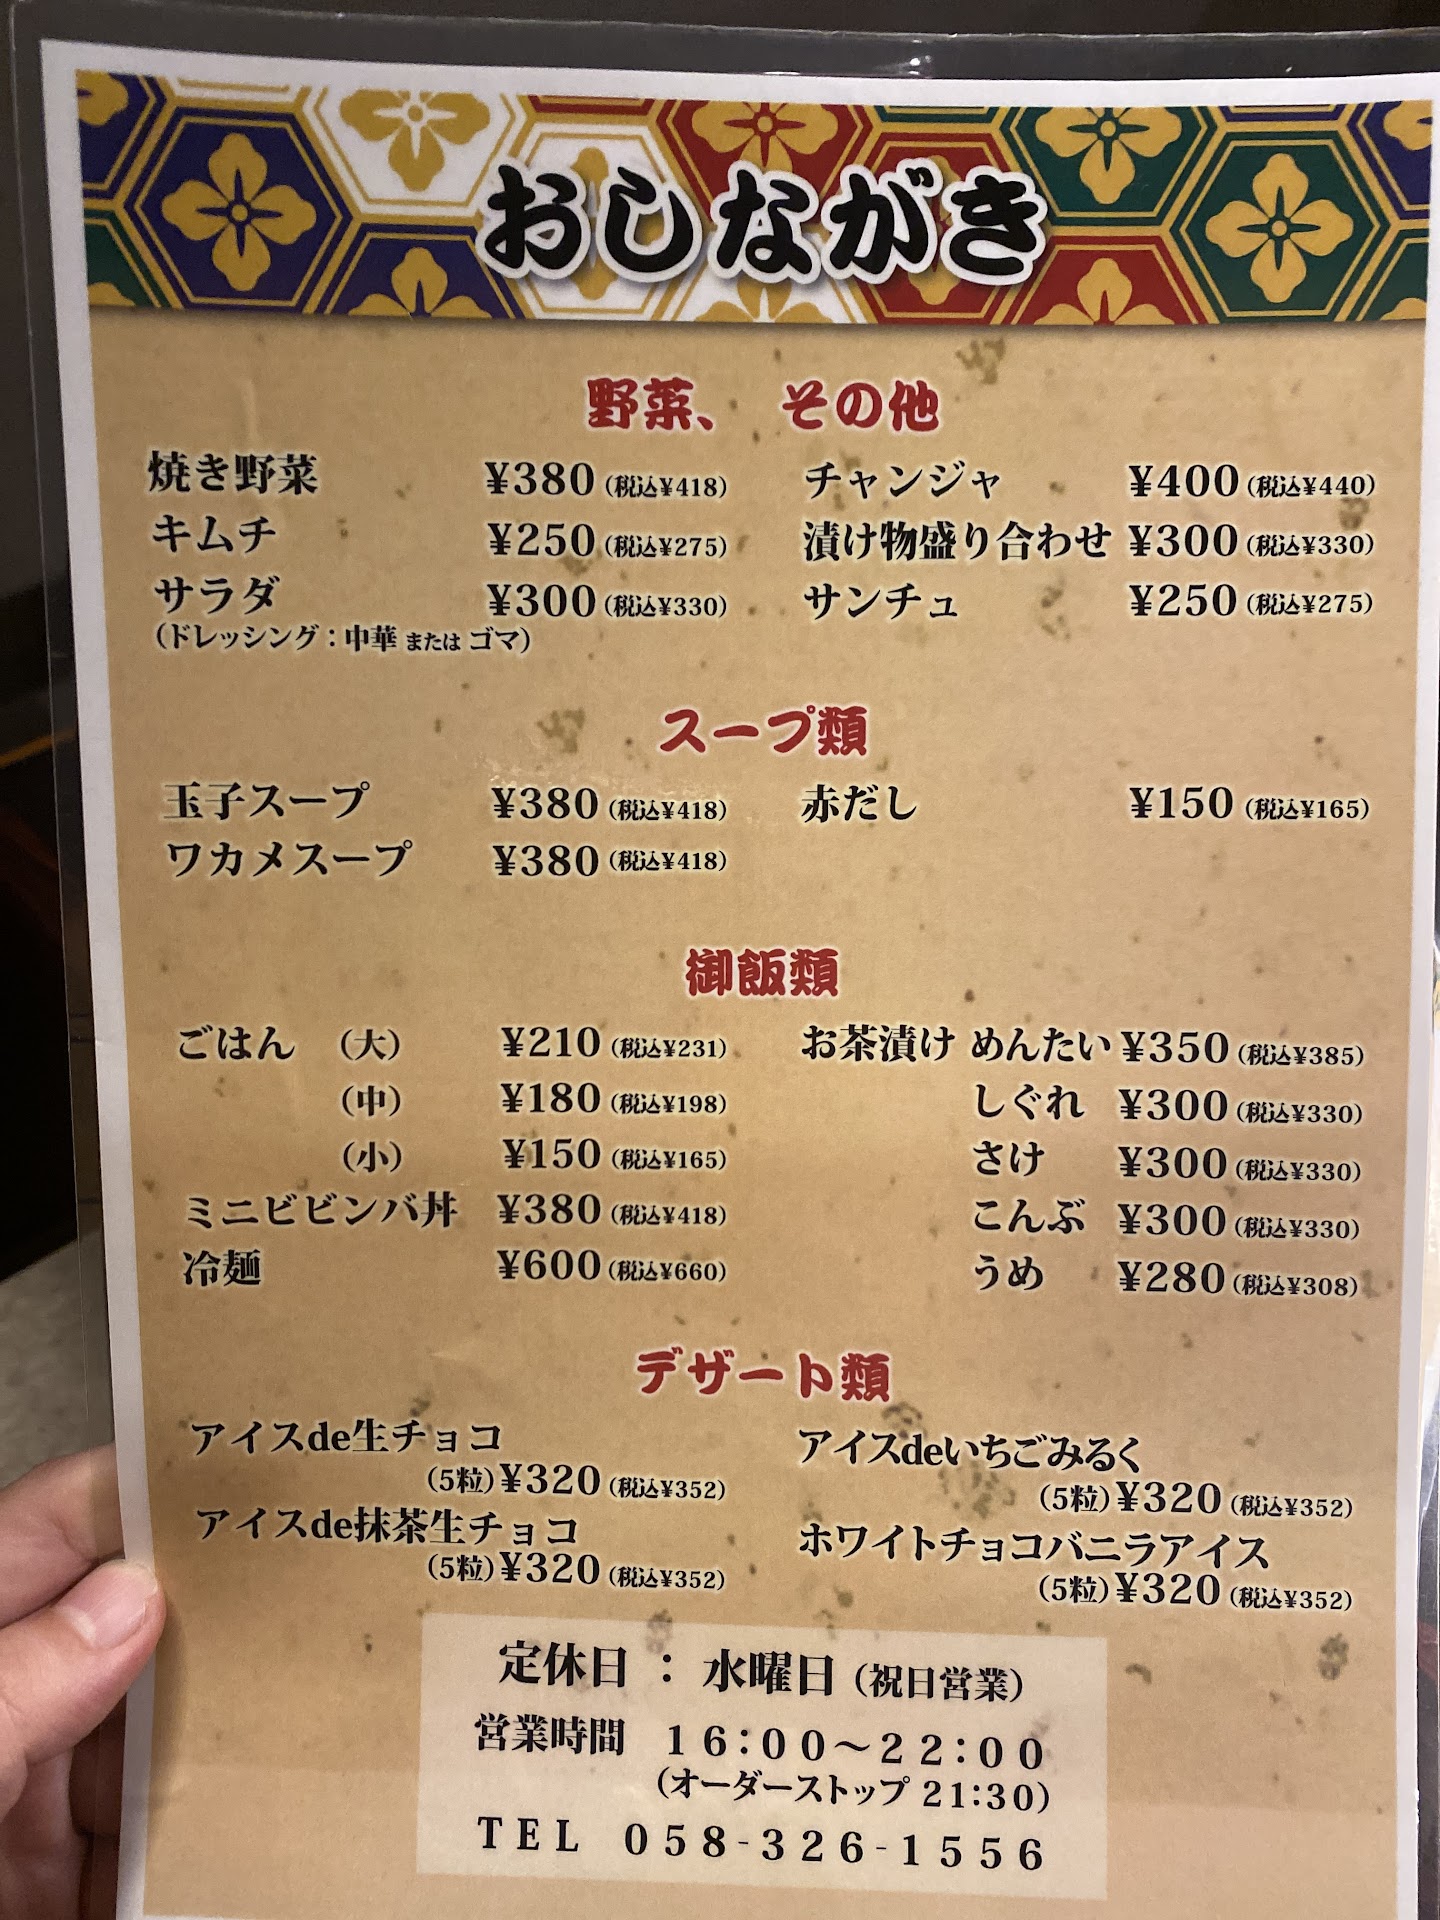 おしながき
野菜、 その他
焼き野菜 ¥380(税込¥418)
キムチ ¥250(税込¥275)
サラダ ¥300(税込¥330)
(ドレッシング:中華 または ゴマ)
チャンジャ ¥400(税込¥440)
漬け物盛り合わせ ¥300(税込¥330)
サンチュ ¥250(税込¥275)
スープ類
玉子スープ ¥380(税込¥418)
ワカメスープ ¥380(税込¥418)
赤だし ¥150(税込¥165)
御飯類
ごはん (大) ¥210(税込¥231)
(中) ¥180(税込¥198)
(小) ¥150(税込¥165)
ミニビビンバ丼 ¥380(税込¥418)
冷麺 ¥600(税込¥660)
お茶漬け めんたい ¥350(税込¥385)
しぐれ ¥300(税込¥330)
さけ ¥300(税込¥330)
こんぶ ¥300(税込¥330)
うめ ¥280(税込¥308)
デザート類
アイスde生チョコ
(5粒)¥320(税込¥352)
アイスde抹茶生チョコ
(5粒)¥320(税込¥352)
アイスdeいちごみるく
(5粒)¥320(税込¥352)
ホワイトチョコバニラアイス
(5粒)¥320(税込¥352)
定休日 : 水曜日(祝日営業)
営業時間 16:00～22:00
(オーダーストップ 21:30)
TEL 058-326-1556